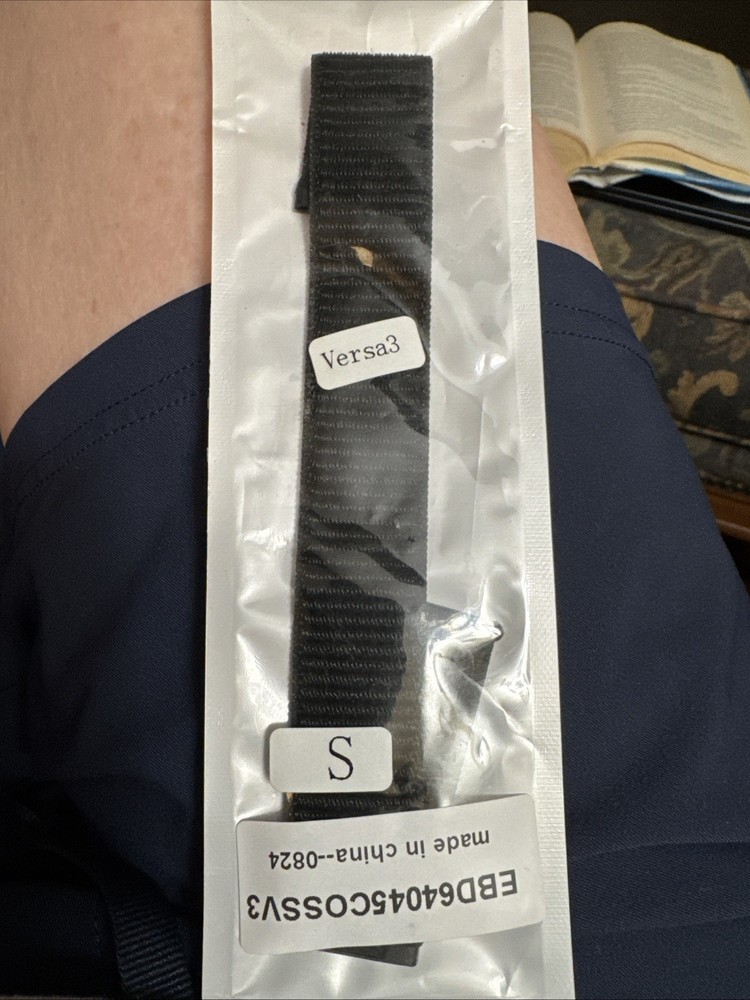 Versa3
S
EBD64045COSSV3
made in china--0824